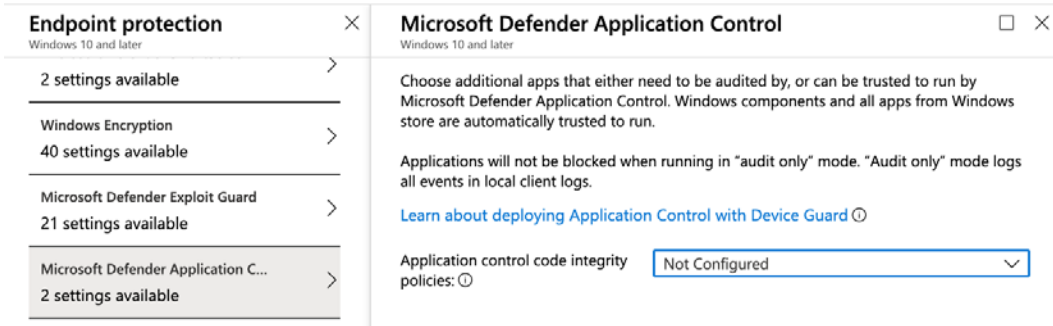 Endpoint protection
Windows 10 and later
2 settings available
Windows Encryption
40 settings available
Microsoft Defender Exploit Guard
21 settings available
Microsoft Defender Application C...
2 settings available
Microsoft Defender Application Control
Windows 10 and later
Choose additional apps that either need to be audited by, or can be trusted to run by
Microsoft Defender Application Control. Windows components and all apps from Windows
store are automatically trusted to run.
Applications will not be blocked when running in “audit only” mode. “Audit only” mode logs
all events in local client logs.
Learn about deploying Application Control with Device Guard
Application control code integrity
policies:
Not Configured